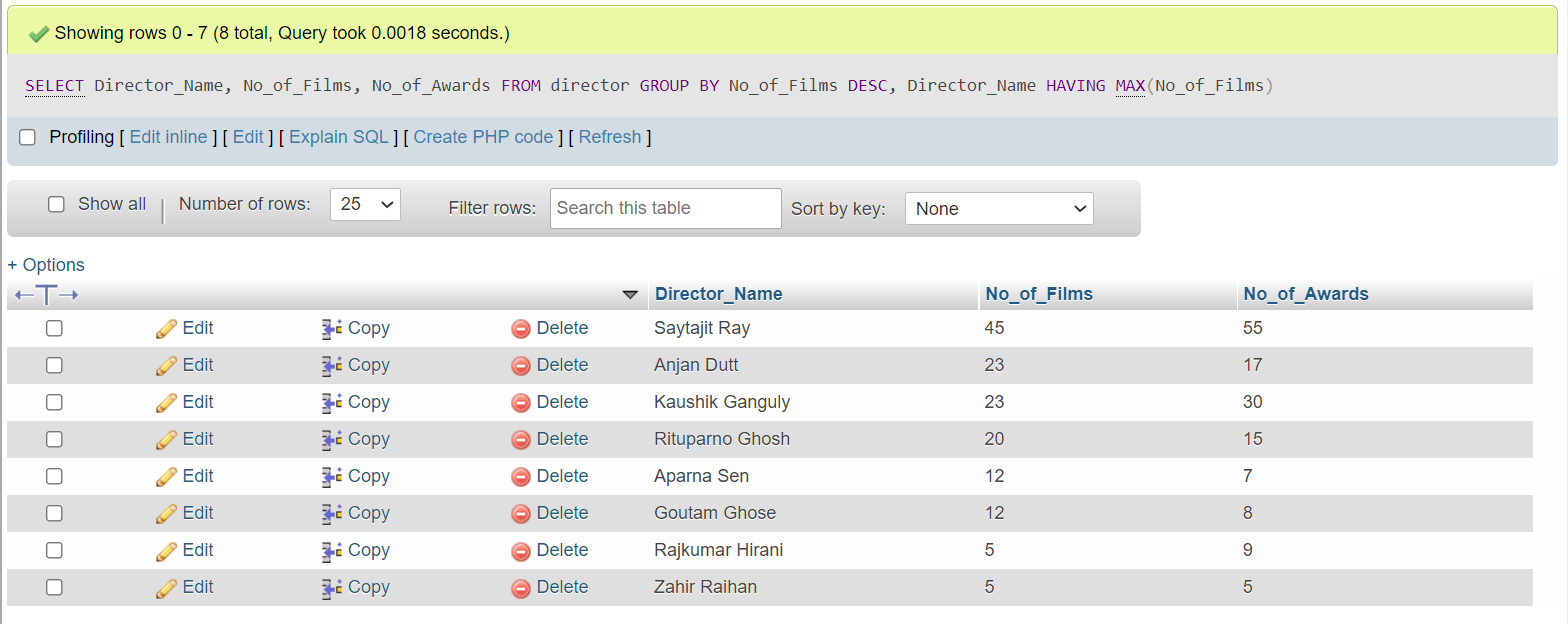 Showing rows 0 - 7 (8 total, Query took 0.0018 seconds.)
SELECT Director_Name, No_of_Films, No_of_Awards FROM director GROUP BY No_of_Films DESC, Director_Name HAVING MAX(No_of_Films)
Profiling [ Edit inline ] [ Edit ] [ Explain SQL ] [ Create PHP code ] [ Refresh ]
Show all | Number of rows: 25 Filter rows: Search this table Sort by key: None
+ Options
←T→ Director_Name No_of_Films No_of_Awards
Edit Copy Delete Saytajit Ray 45 55
Edit Copy Delete Anjan Dutt 23 17
Edit Copy Delete Kaushik Ganguly 23 30
Edit Copy Delete Rituparno Ghosh 20 15
Edit Copy Delete Aparna Sen 12 7
Edit Copy Delete Goutam Ghose 12 8
Edit Copy Delete Rajkumar Hirani 5 9
Edit Copy Delete Zahir Raihan 5 5